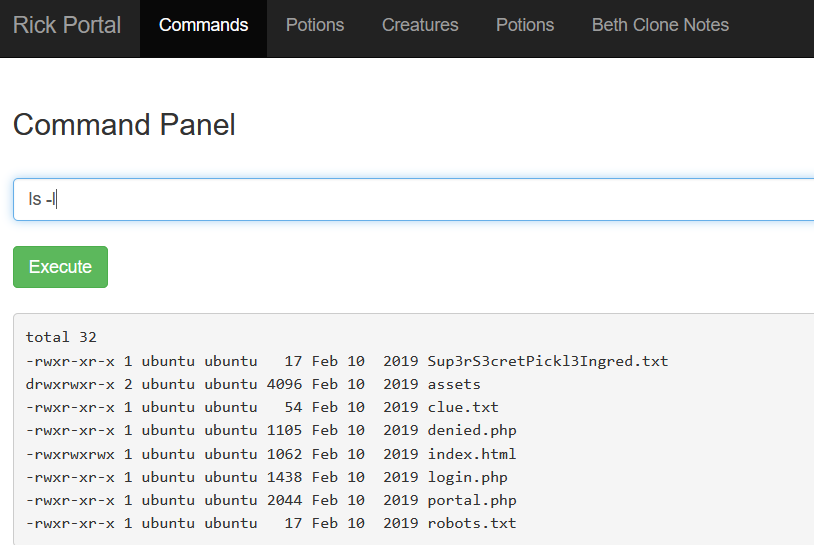 Rick Portal Commands Potions Creatures Potions Beth Clone Notes
Command Panel
ls -l
Execute
total 32
-rwxr-xr-x 1 ubuntu ubuntu   17 Feb 10  2019 Sup3rS3cretPickl3Ingred.txt
drwxrwxr-x 2 ubuntu ubuntu 4096 Feb 10  2019 assets
-rwxr-xr-x 1 ubuntu ubuntu   54 Feb 10  2019 clue.txt
-rwxr-xr-x 1 ubuntu ubuntu 1105 Feb 10  2019 denied.php
-rwxrwxrwx 1 ubuntu ubuntu 1062 Feb 10  2019 index.html
-rwxr-xr-x 1 ubuntu ubuntu 1438 Feb 10  2019 login.php
-rwxr-xr-x 1 ubuntu ubuntu 2044 Feb 10  2019 portal.php
-rwxr-xr-x 1 ubuntu ubuntu   17 Feb 10  2019 robots.txt